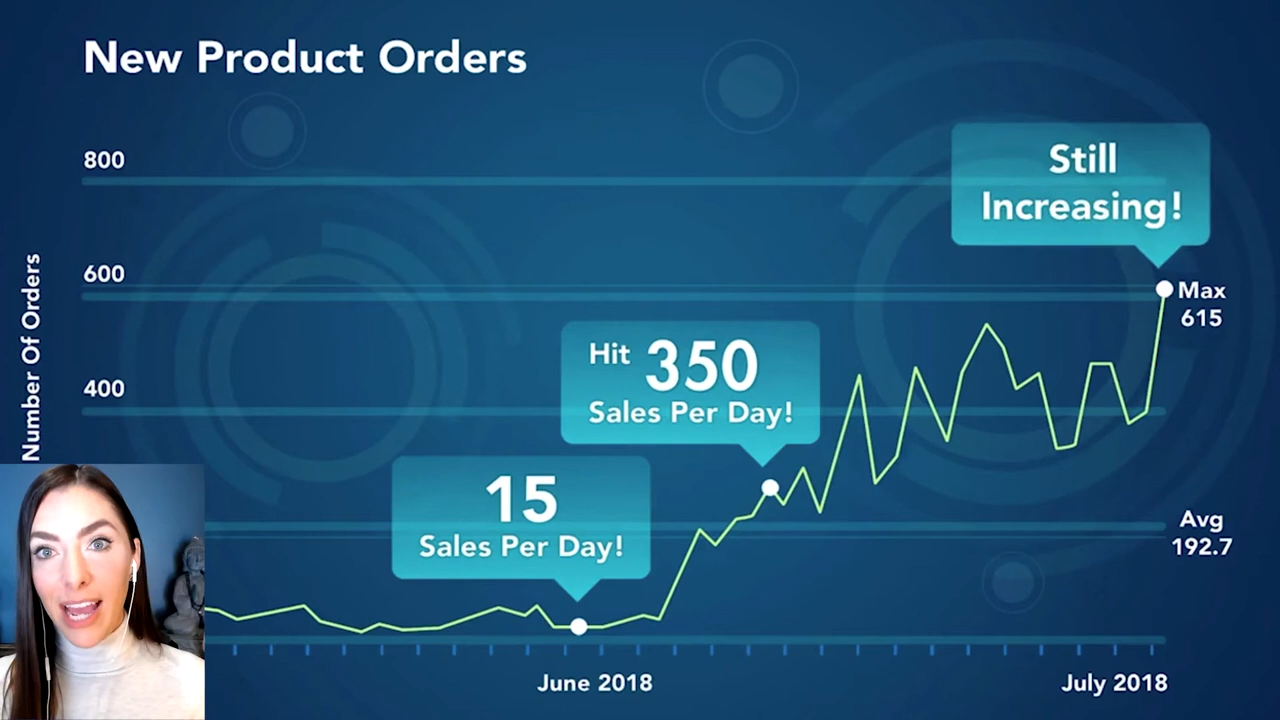 New Product Orders
800
Still
Increasing!
600
Max
615
Number Of Orders
Hit 350
Sales Per Day!
400
15
Sales Per Day!
Avg
192.7
June 2018
July 2018